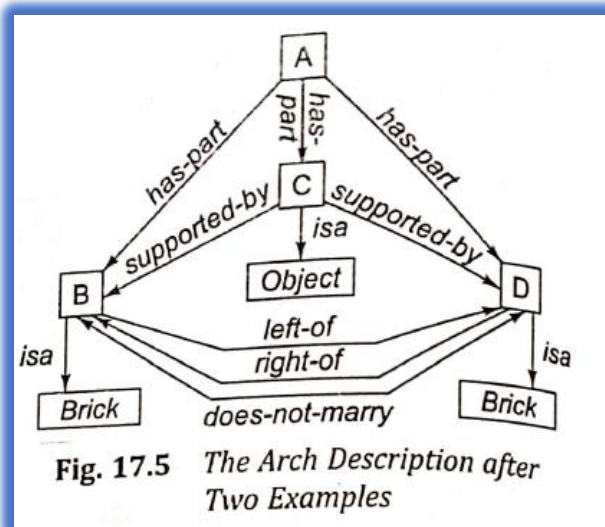 A
has-part
has-
part
has-part
C
supported-by
supported-by
isa
Object
B
D
left-of
right-of
does-not-marry
isa
isa
Brick
Brick
Fig. 17.5 The Arch Description after
Two Examples